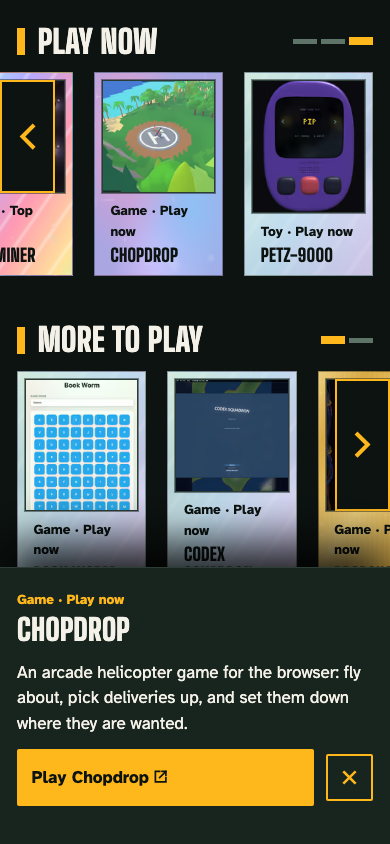 PLAY NOW
· Top
MINER
Game · Play
now
CHOPDROP
PIP
Toy · Play now
PETZ-9000
MORE TO PLAY
Book Worm
Game · Play
now
CODEX SQUADRON
Game · Play
now
CODEX
Game · P
now
Game · Play now
CHOPDROP
An arcade helicopter game for the browser: fly
about, pick deliveries up, and set them down
where they are wanted.
Play Chopdrop